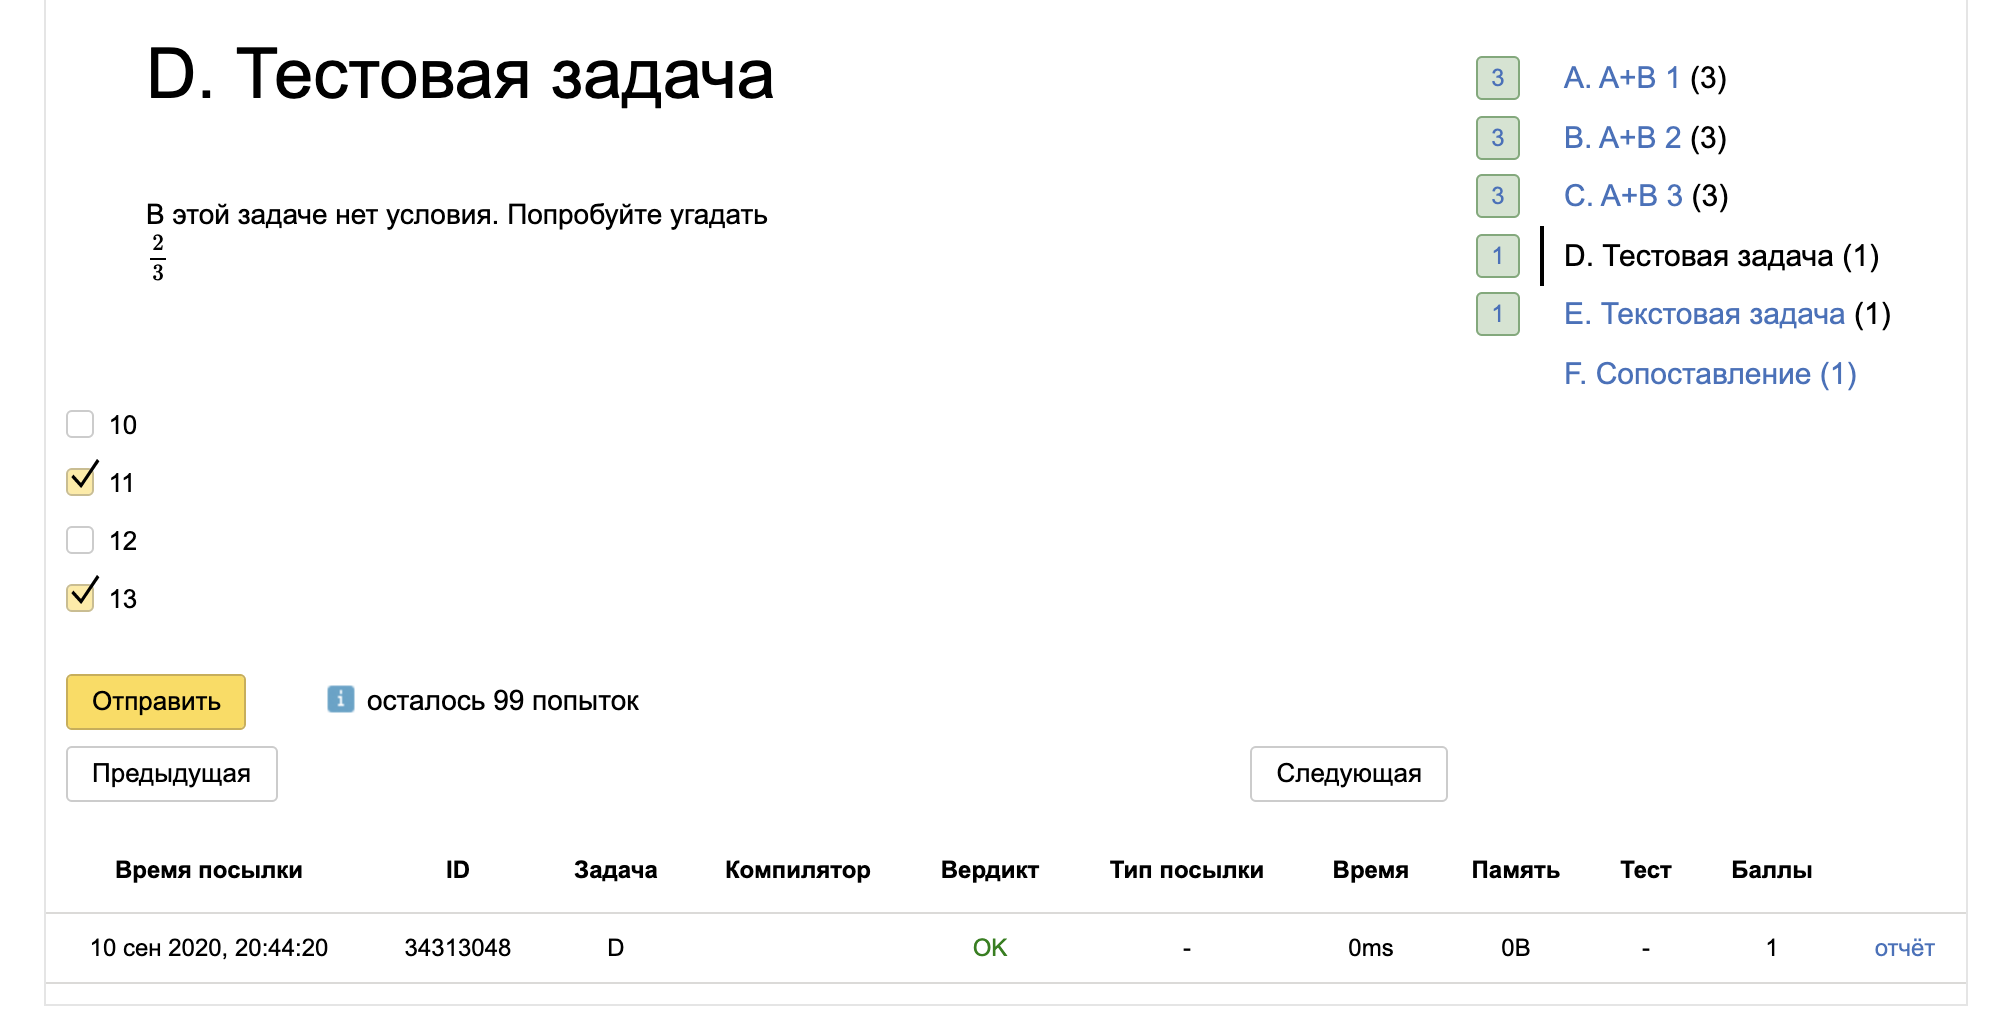 D. Тестовая задача
В этой задаче нет условия. Попробуйте угадать
2
3
10
11
12
13
Отправить
i осталось 99 попыток
Предыдущая
Следующая
3 A. A+B 1 (3)
3 B. A+B 2 (3)
3 C. A+B 3 (3)
1 D. Тестовая задача (1)
1 E. Текстовая задача (1)
F. Сопоставление (1)
Время посылки ID Задача Компилятор Вердикт Тип посылки Время Память Тест Баллы
10 сен 2020, 20:44:20 34313048 D OK - 0ms 0B - 1 отчёт